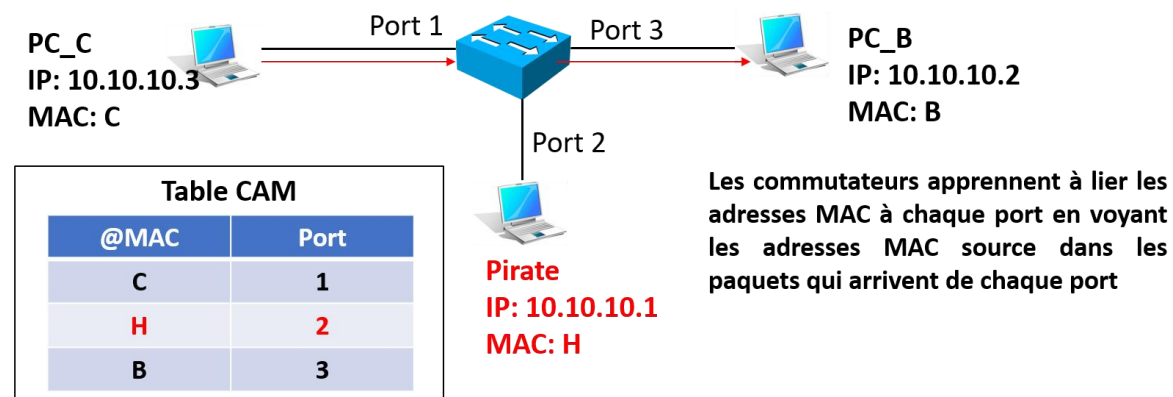 Port 1
Port 3
PC_C
IP: 10.10.10.3
MAC: C
PC_B
IP: 10.10.10.2
MAC: B
Port 2
Table CAM
@MAC Port
C 1
H 2
B 3
Pirate
IP: 10.10.10.1
MAC: H
Les commutateurs apprennent à lier les
adresses MAC à chaque port en voyant
les adresses MAC source dans les
paquets qui arrivent de chaque port